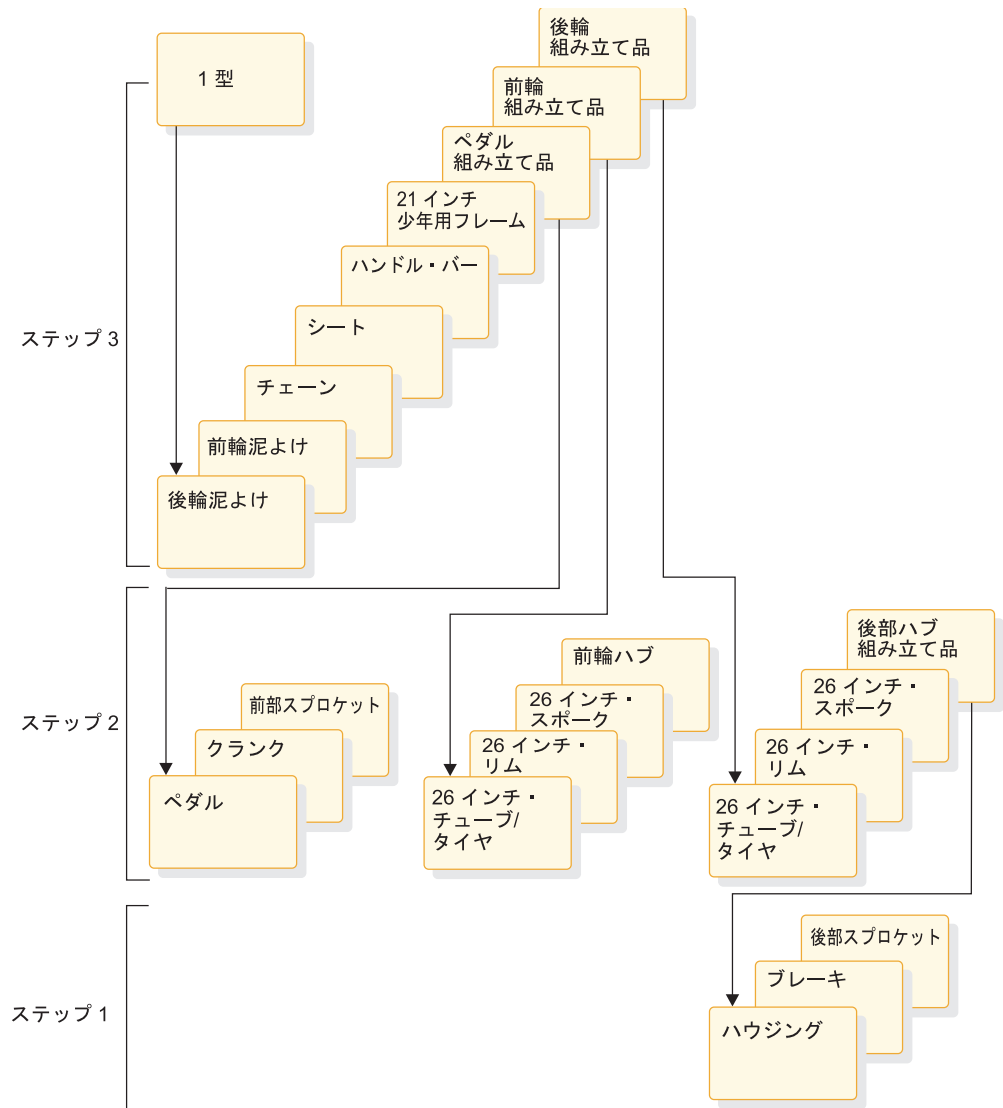 後輪
組み立て品
1 型
前輪
組み立て品
ペダル
組み立て品
21 インチ
少年用フレーム
ハンドル・バー
シート
ステップ 3
チェーン
前輪泥よけ
後輪泥よけ
後部ハブ
組み立て品
前輪ハブ
26 インチ・
スポーク
26 インチ・
スポーク
前部スプロケット
ステップ 2
クランク
26 インチ・
リム
26 インチ・
リム
ペダル
26 インチ・
チューブ/
タイヤ
26 インチ・
チューブ/
タイヤ
後部スプロケット
ブレーキ
ステップ 1
ハウジング